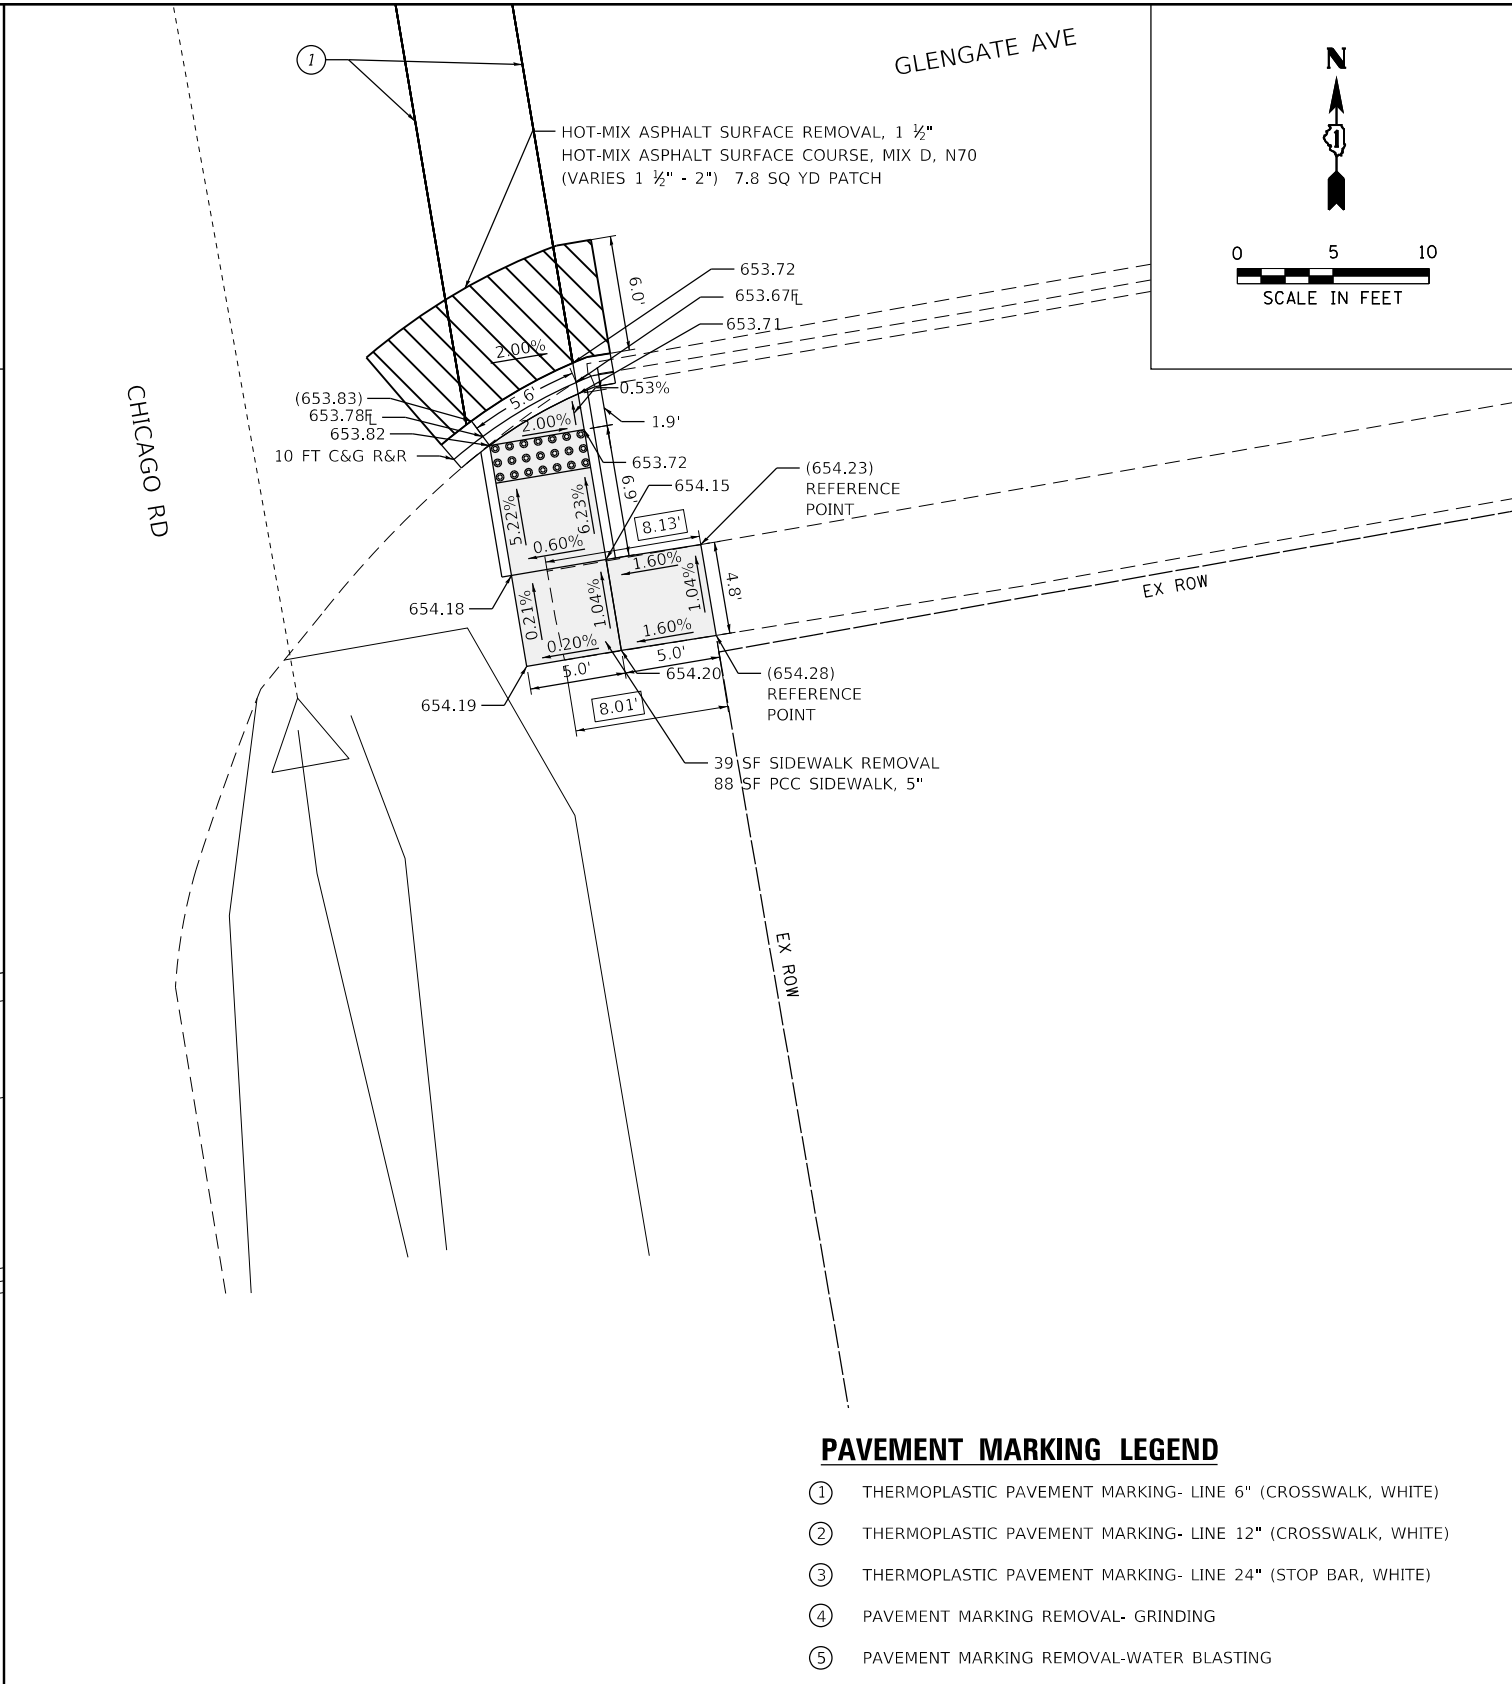 GLENGATE AVE
N
1
1
HOT-MIX ASPHALT SURFACE REMOVAL, 1 ½"
HOT-MIX ASPHALT SURFACE COURSE, MIX D, N70
(VARIES 1 ½" - 2")   7.8 SQ YD PATCH
0 5 10
SCALE IN FEET
653.72
6.0'
653.67FL
653.71
2.00%
CHICAGO RD
(653.83)
5.6'
0.53%
653.78FL
2.00%
1.9'
653.82
10 FT C&G R&R
653.72
(654.23)
REFERENCE
POINT
654.15
6.9'
5.22%
6.23%
8.13'
0.60%
1.60%
1.04%
4.8'
EX ROW
654.18
0.21%
1.04%
1.60%
0.20%
5.0'
5.0'
654.20
(654.28)
REFERENCE
POINT
654.19
8.01'
39 SF SIDEWALK REMOVAL
88 SF PCC SIDEWALK, 5"
EX ROW
PAVEMENT MARKING LEGEND
1 THERMOPLASTIC PAVEMENT MARKING- LINE 6" (CROSSWALK, WHITE)
2 THERMOPLASTIC PAVEMENT MARKING- LINE 12" (CROSSWALK, WHITE)
3 THERMOPLASTIC PAVEMENT MARKING- LINE 24" (STOP BAR, WHITE)
4 PAVEMENT MARKING REMOVAL- GRINDING
5 PAVEMENT MARKING REMOVAL-WATER BLASTING